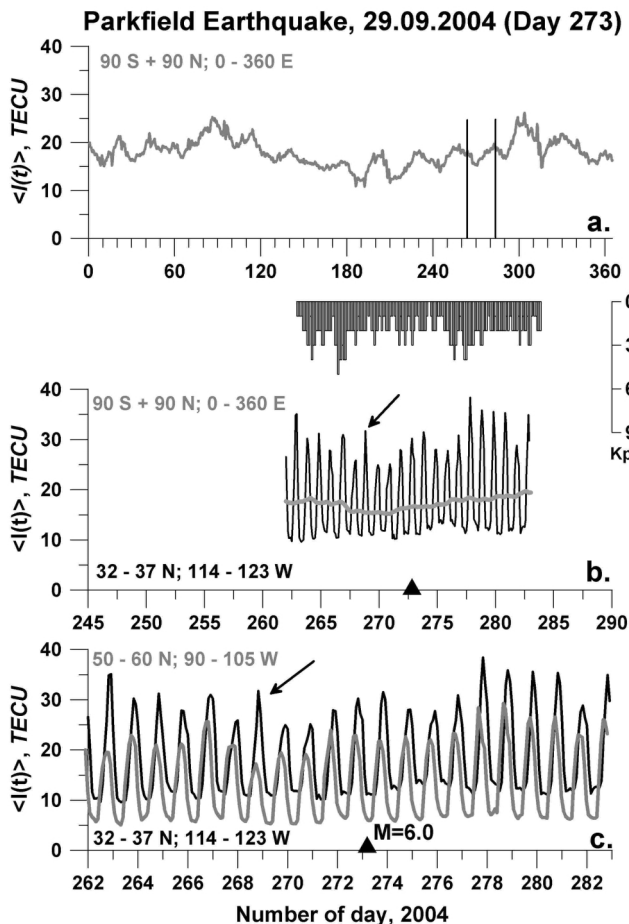 Parkfield Earthquake, 29.09.2004 (Day 273)
40
90 S + 90 N; 0 - 360 E
30
20
10
0
<I(t)>, TECU
a.
0 60 120 180 240 300 360
0
3
6
9
Kp
40
90 S + 90 N; 0 - 360 E
30
20
10
0
<I(t)>, TECU
32 - 37 N; 114 - 123 W
b.
245 250 255 260 265 270 275 280 285 290
40
50 - 60 N; 90 - 105 W
30
20
10
0
<I(t)>, TECU
M=6.0
32 - 37 N; 114 - 123 W
c.
262 264 266 268 270 272 274 276 278 280 282
Number of day, 2004